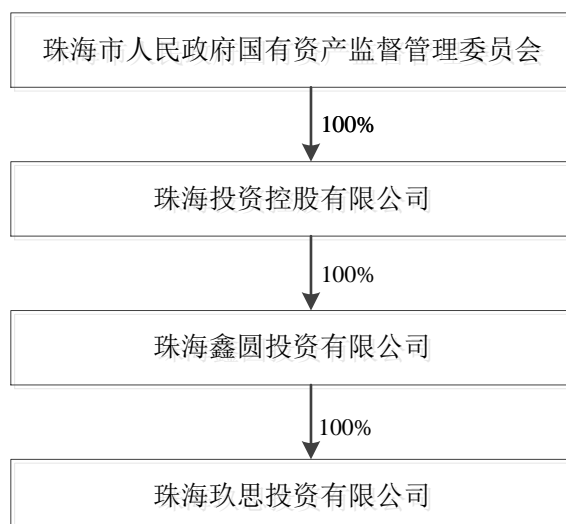 珠海市人民政府国有资产监督管理委员会
100%
珠海投资控股有限公司
100%
珠海鑫圆投资有限公司
100%
珠海玖思投资有限公司